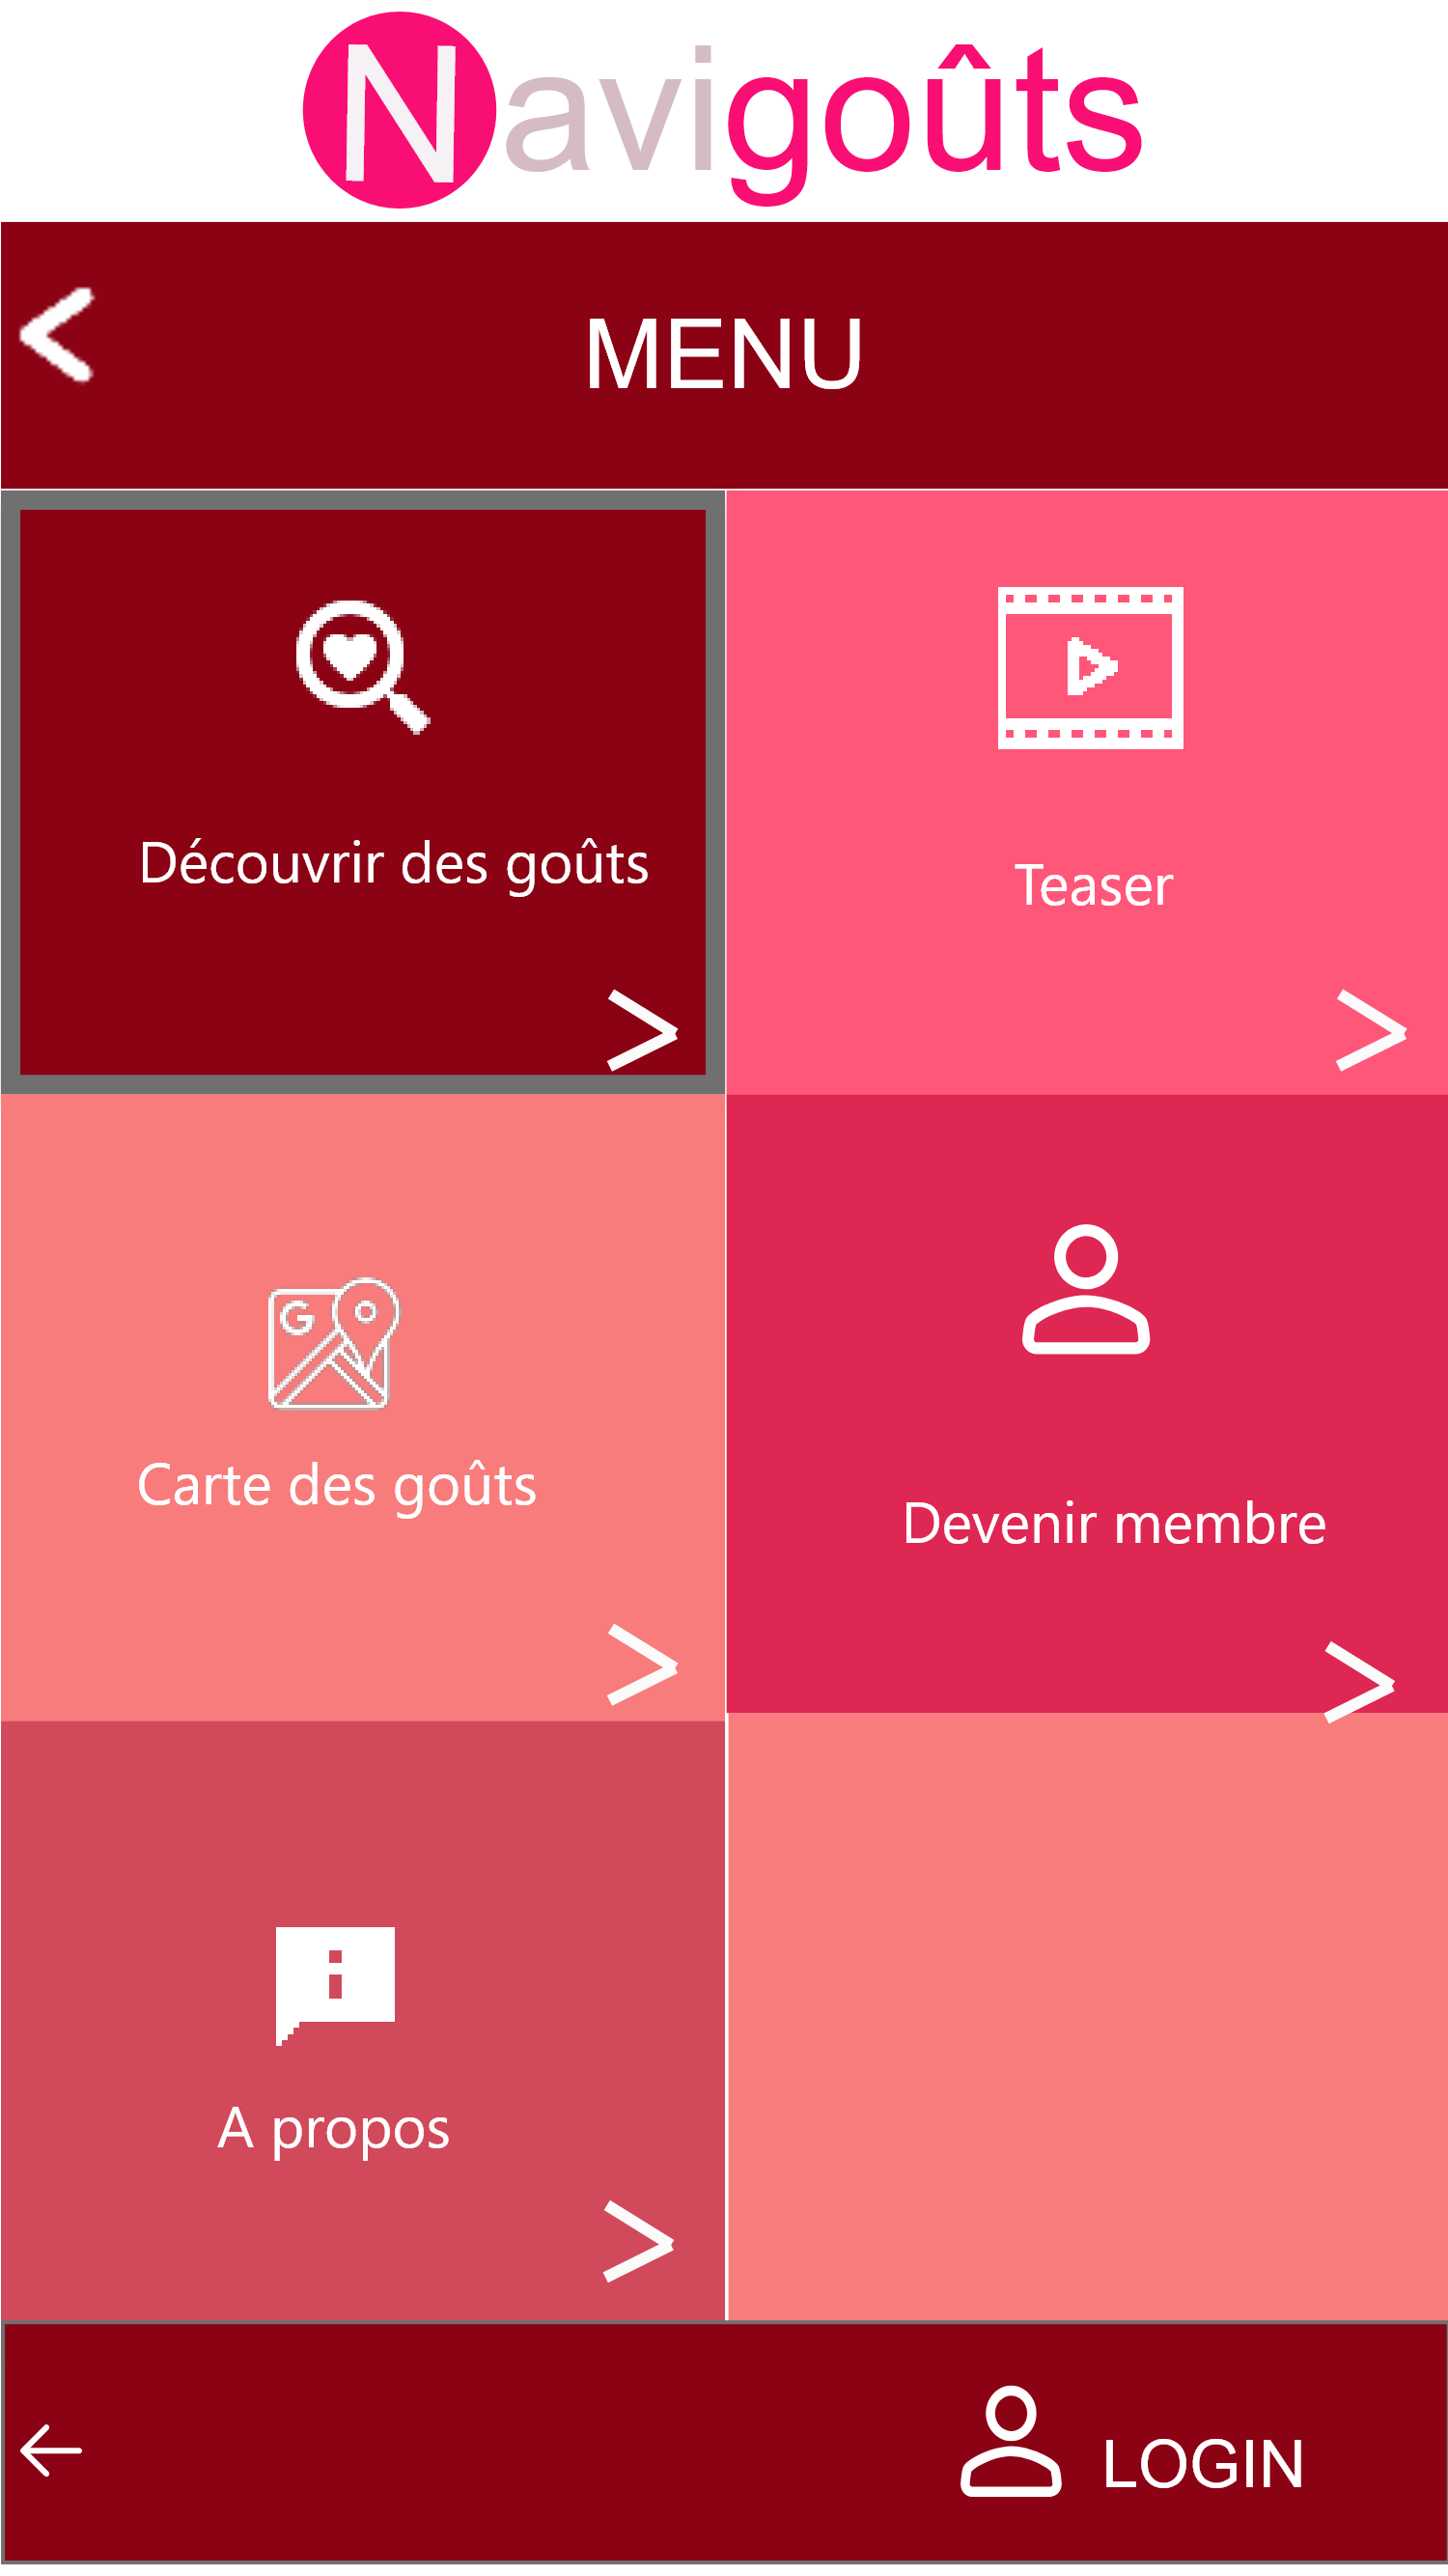 Navigoûts
MENU
Découvrir des goûts
Teaser
Carte des goûts
Devenir membre
A propos
LOGIN